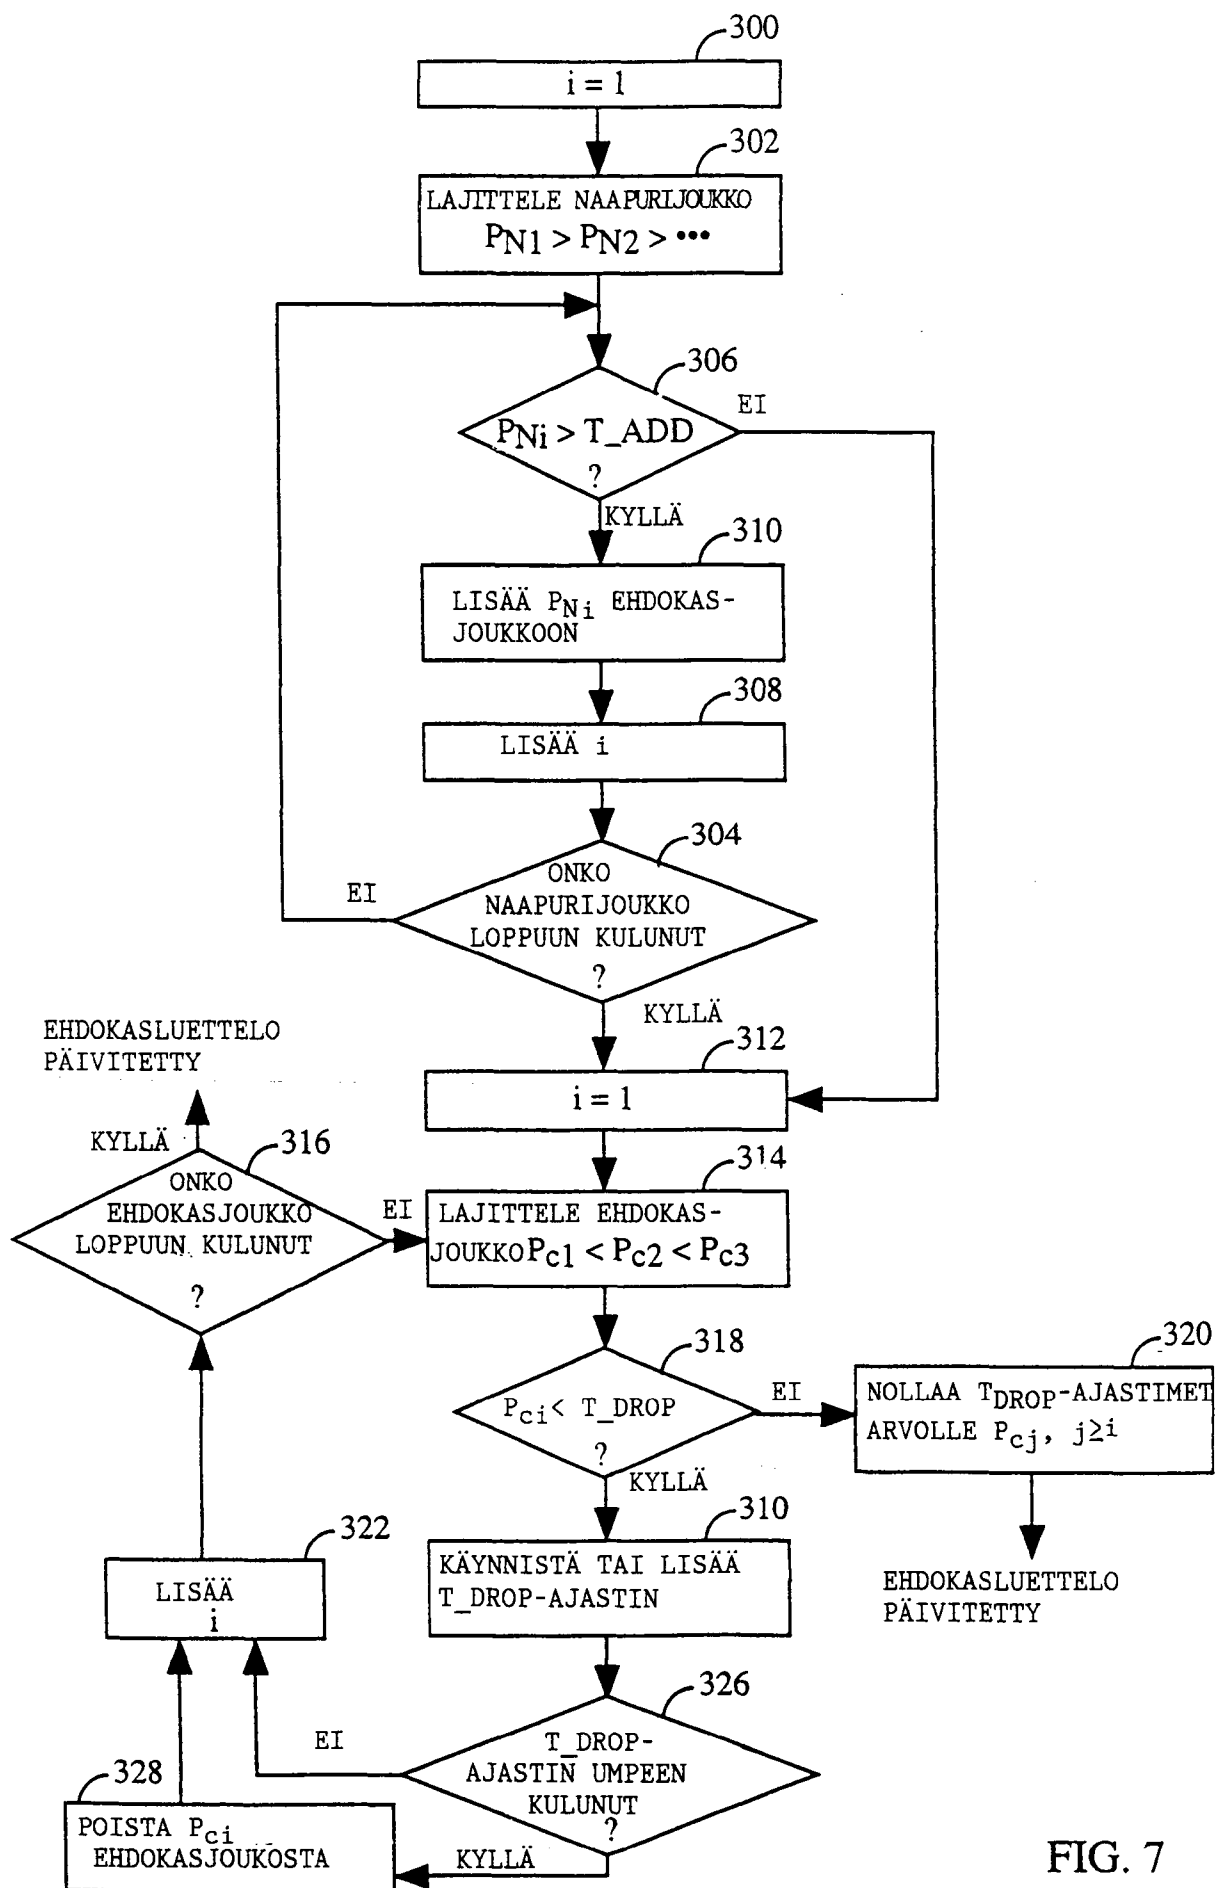 300
i = 1
302
LAJITTELE NAAPURIJOUKKO
PN1 > PN2 > •••
306
EI
PNi > T_ADD
?
KYLLÄ
310
LISÄÄ PNi EHDOKAS-
JOUKKOON
308
LISÄÄ i
304
EI
ONKO
NAAPURIJOUKKO
LOPPUUN KULUNUT
?
KYLLÄ
EHDOKASLUETTELO
PÄIVITETTY
312
i = 1
KYLLÄ
316
ONKO
EHDOKASJOUKKO
LOPPUUN KULUNUT
?
EI
314
LAJITTELE EHDOKAS-
JOUKKO Pc1 < Pc2 < Pc3
318
Pci < T_DROP
?
EI
320
NOLLAA TDROP-AJASTIMET
ARVOLLE Pcj, j≥i
KYLLÄ
EHDOKASLUETTELO
PÄIVITETTY
310
KÄYNNISTÄ TAI LISÄÄ
T_DROP-AJASTIN
322
LISÄÄ
i
326
EI
T_DROP-
AJASTIN UMPEEN
KULUNUT
?
KYLLÄ
328
POISTA Pci
EHDOKASJOUKOSTA
FIG. 7